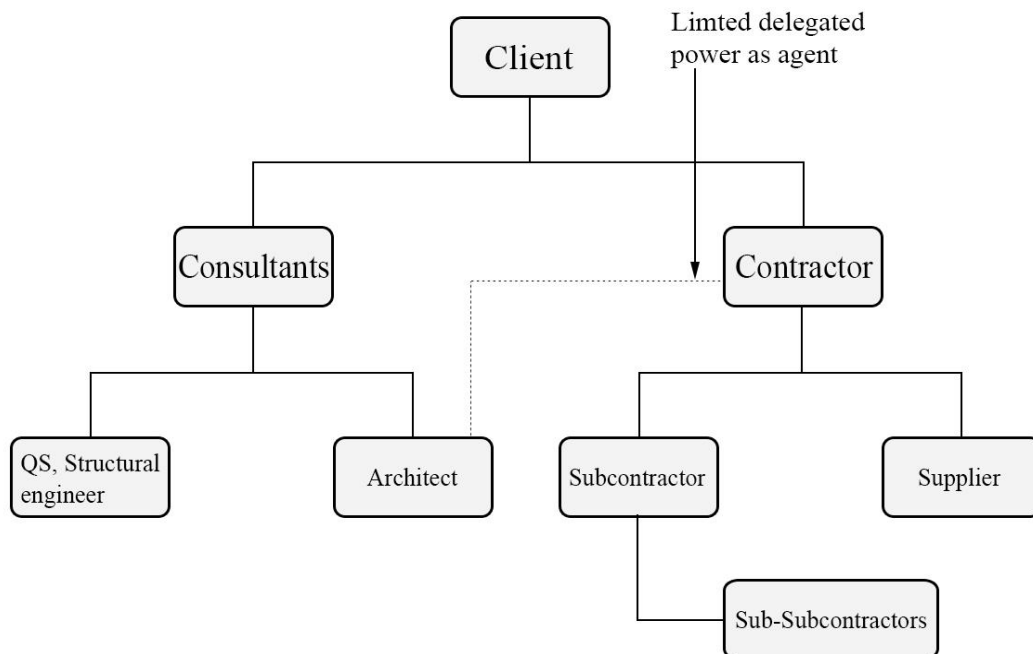 Client
Limted delegated
power as agent
Consultants
Contractor
QS, Structural
engineer
Architect
Subcontractor
Supplier
Sub-Subcontractors